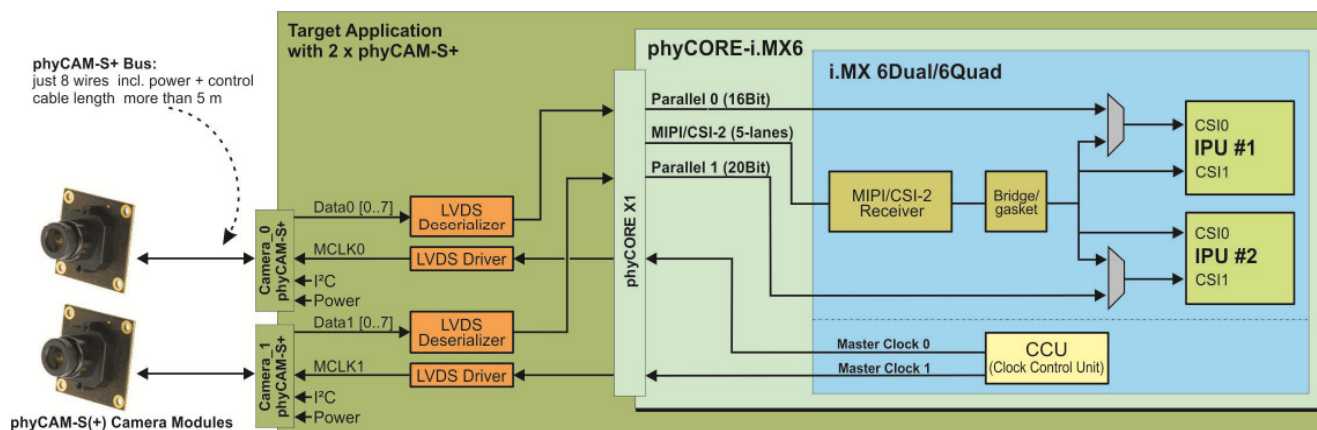 Target Application
with 2 x phyCAM-S+
phyCORE-i.MX6
i.MX 6Dual/6Quad
phyCAM-S+ Bus:
just 8 wires incl. power + control
cable length more than 5 m
Parallel 0 (16Bit)
MIPI/CSI-2 (5-lanes)
Parallel 1 (20Bit)
CSI0
IPU #1
CSI1
MIPI/CSI-2
Receiver
Bridge/
gasket
CSI0
IPU #2
CSI1
phyCORE X1
Camera_0
phyCAM-S+
Data0 [0..7]
LVDS
Deserializer
MCLK0
LVDS Driver
I²C
Power
Camera_1
phyCAM-S+
Data1 [0..7]
LVDS
Deserializer
MCLK1
LVDS Driver
I²C
Power
Master Clock 0
Master Clock 1
CCU
(Clock Control Unit)
phyCAM-S(+) Camera Modules